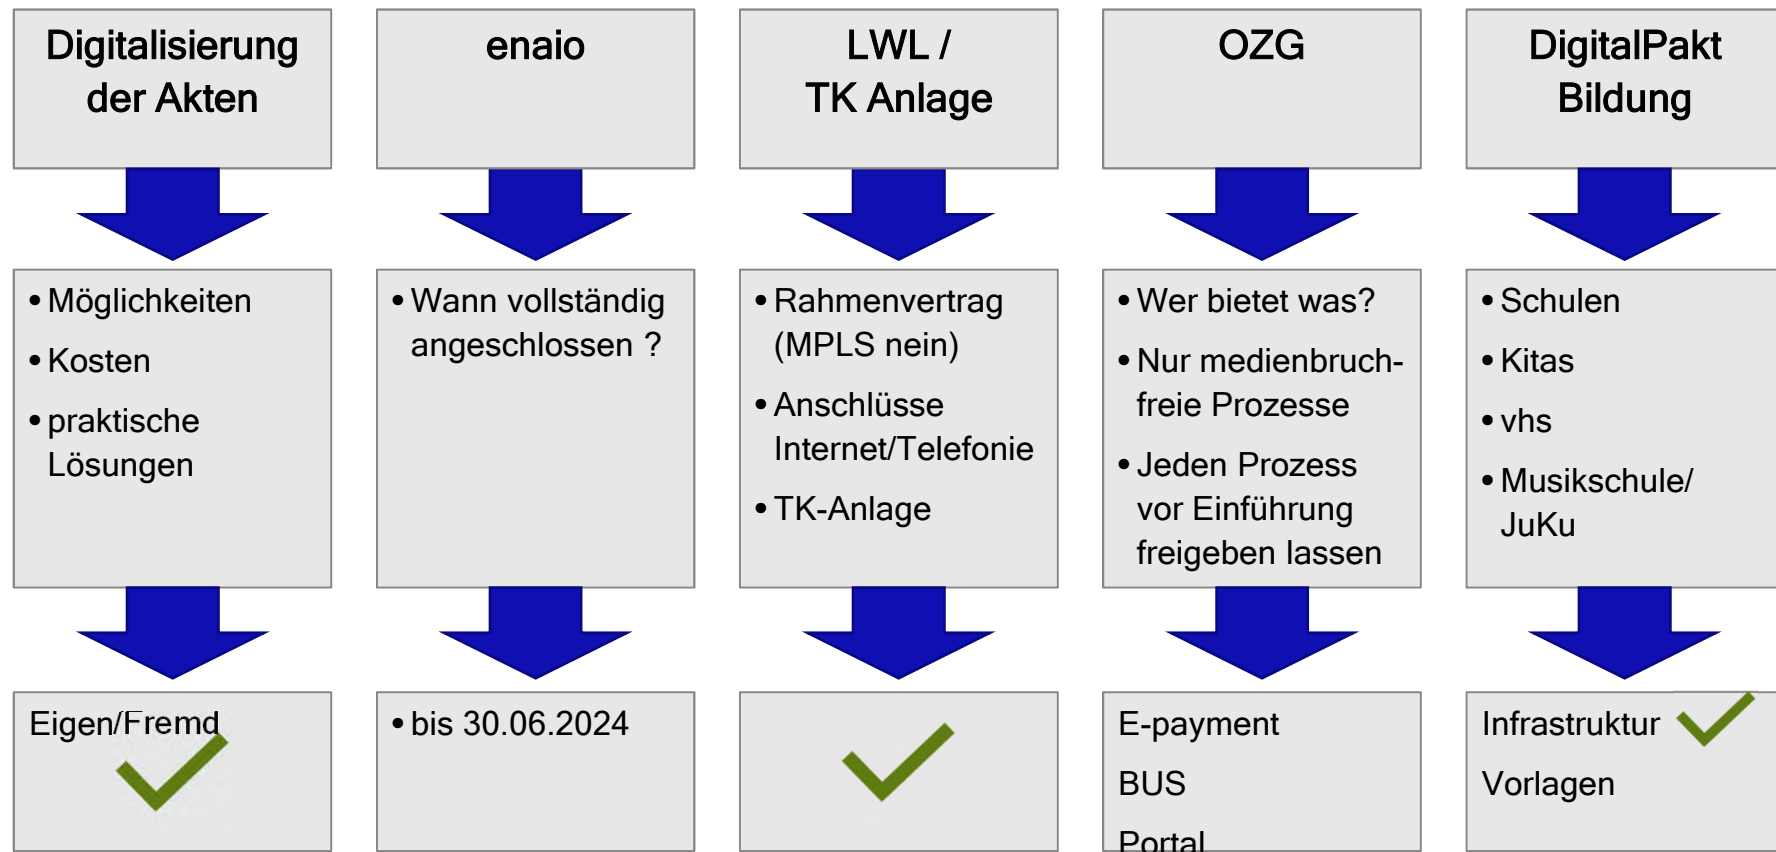 Digitalisierung
der Akten
enaio
LWL /
TK Anlage
OZG
DigitalPakt
Bildung
• Möglichkeiten
• Kosten
• praktische
Lösungen
• Wann vollständig
angeschlossen ?
• Rahmenvertrag
(MPLS nein)
• Anschlüsse
Internet/Telefonie
• TK-Anlage
• Wer bietet was?
• Nur medienbruch-
freie Prozesse
• Jeden Prozess
vor Einführung
freigeben lassen
• Schulen
• Kitas
• vhs
• Musikschule/
JuKu
Eigen/Fremd
• bis 30.06.2024
E-payment
BUS
Portal
Infrastruktur
Vorlagen